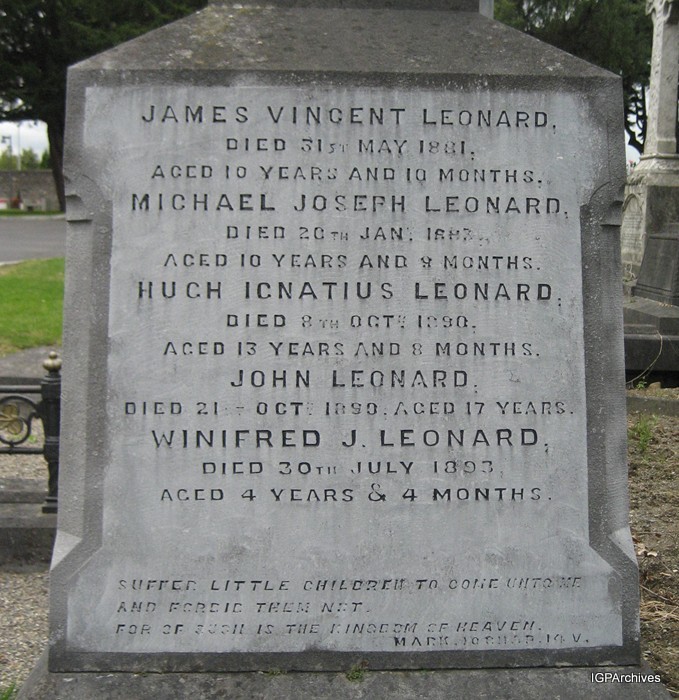 JAMES VINCENT LEONARD,
DIED 31ST MAY 1881,
AGED 10 YEARS AND 10 MONTHS.
MICHAEL JOSEPH LEONARD,
DIED 20TH JANY 1883,
AGED 10 YEARS AND 9 MONTHS.
HUGH IGNATIUS LEONARD,
DIED 8TH OCTR 1890,
AGED 13 YEARS AND 8 MONTHS.
JOHN LEONARD,
DIED 21ST OCTR 1890, AGED 17 YEARS.
WINIFRED J. LEONARD,
DIED 30TH JULY 1893,
AGED 4 YEARS & 4 MONTHS.
SUFFER LITTLE CHILDREN TO COME UNTO ME
AND FORBID THEM NOT.
FOR OF SUCH IS THE KINGDOM OF HEAVEN.
MARK. 10 CHAP. 14 V.
IGPArchives